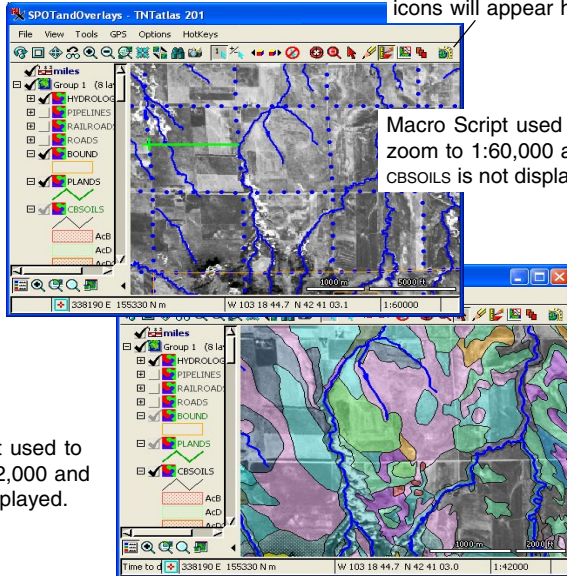 icons will appear h
SPOTandOverlays - TNTatlas 201
File View Tools GPS Options HotKeys
miles
Group 1 (8 la
HYDROLOG
PIPELINES
RAILROAD
ROADS
BOUND
PLANDS
CBSOILS
AcB
AcD
AcD
1000 m 5000 ft
338190 E 155330 N m W 103 18 44.7 N 42 41 03.1 1:60000
Macro Script used
zoom to 1:60,000 a
CBSOILS is not displa
miles
Group 1 (8 la
HYDROLOG
PIPELINES
RAILROAD
ROADS
BOUND
PLANDS
CBSOILS
AcB
AcD
AcD
1000 m 2000 ft
Time to d 338190 E 155330 N m W 103 18 44.7 N 42 41 03.0 1:42000
t used to
2,000 and
played.